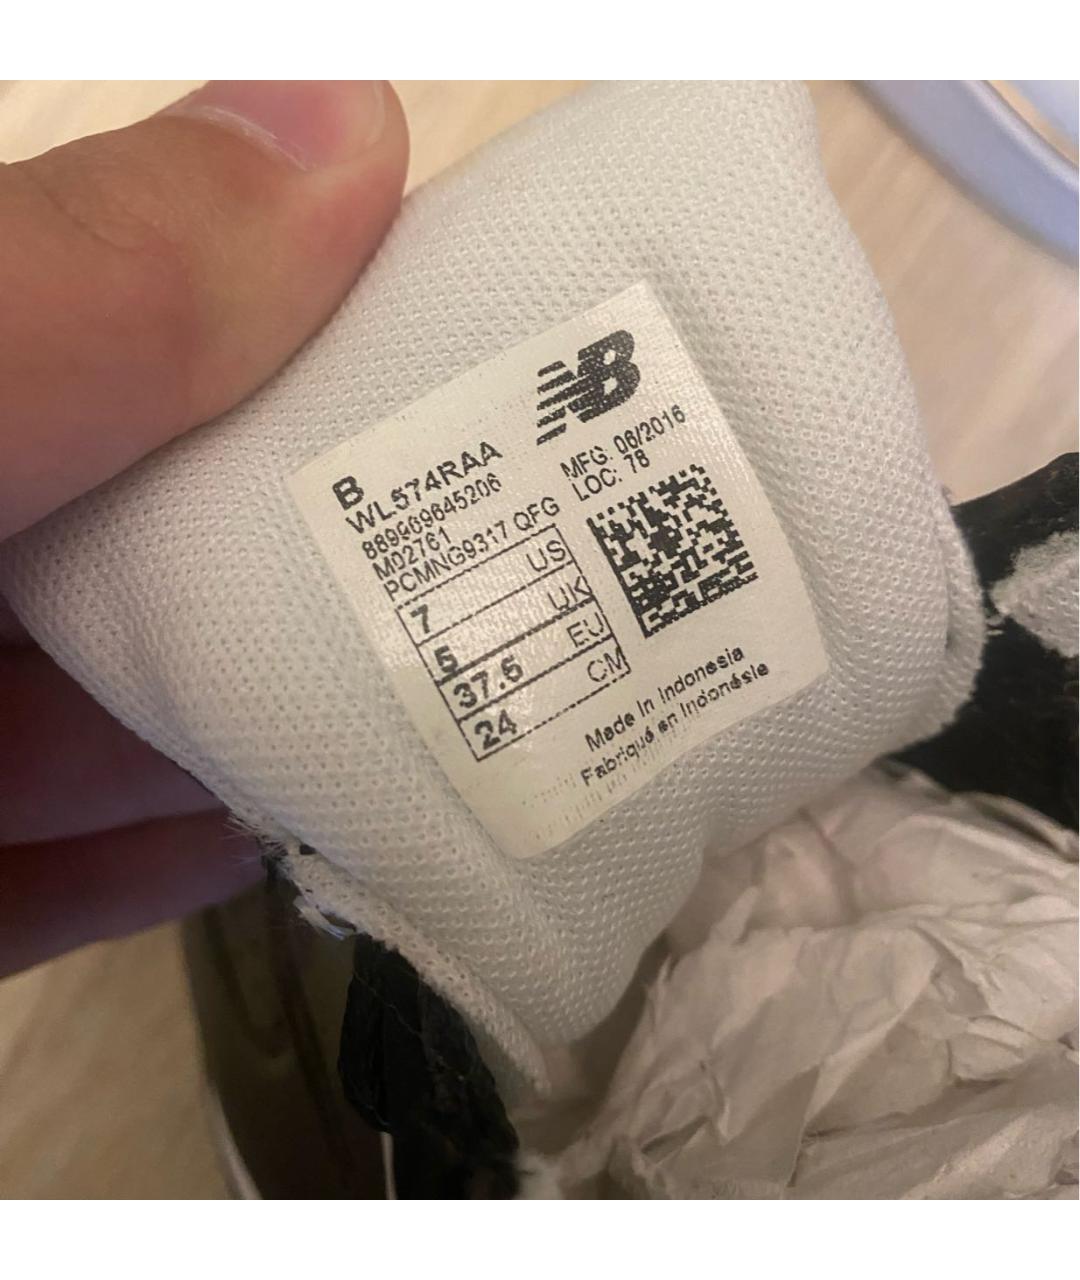 NB
B
WL574RAA
MFG: 06/2016
LOC: 78
889969645206
M02761
PCMNG9317 QFG
7 US
5 UK
37.5 EU
24 CM
Made in Indonesia
Fabriqué en Indonésie